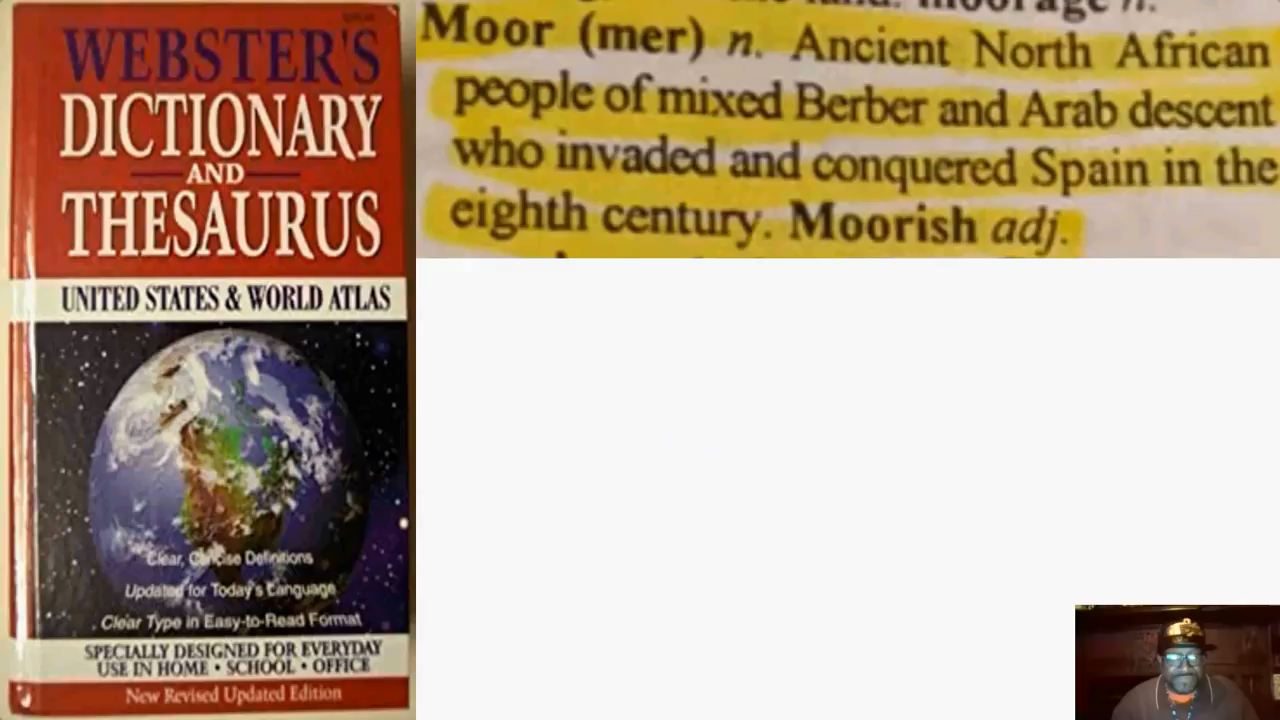 WEBSTER'S
DICTIONARY
AND
THESAURUS
UNITED STATES & WORLD ATLAS
Clear, Concise Definitions
Updated for Today's Language
Clear Type in Easy-to-Read Format
SPECIALLY DESIGNED FOR EVERYDAY
USE IN HOME • SCHOOL • OFFICE
New Revised Updated Edition
moorage n.
Moor (mer) n. Ancient North African
people of mixed Berber and Arab descent
who invaded and conquered Spain in the
eighth century. Moorish adj.